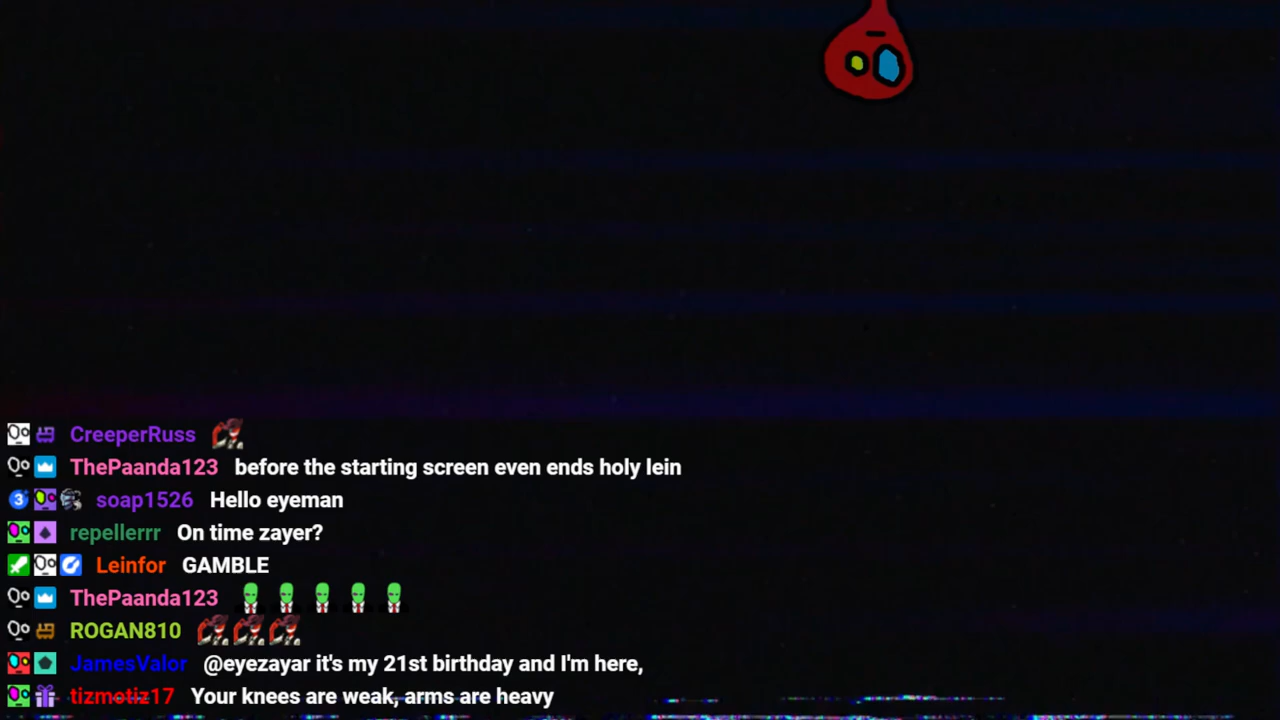 CreeperRuss
ThePaanda123 before the starting screen even ends holy lein
3 soap1526 Hello eyeman
repellerrr On time zayer?
Leinfor GAMBLE
ThePaanda123
ROGAN810
JamesValor @eyezayar it's my 21st birthday and I'm here,
tizmotiz17 Your knees are weak, arms are heavy